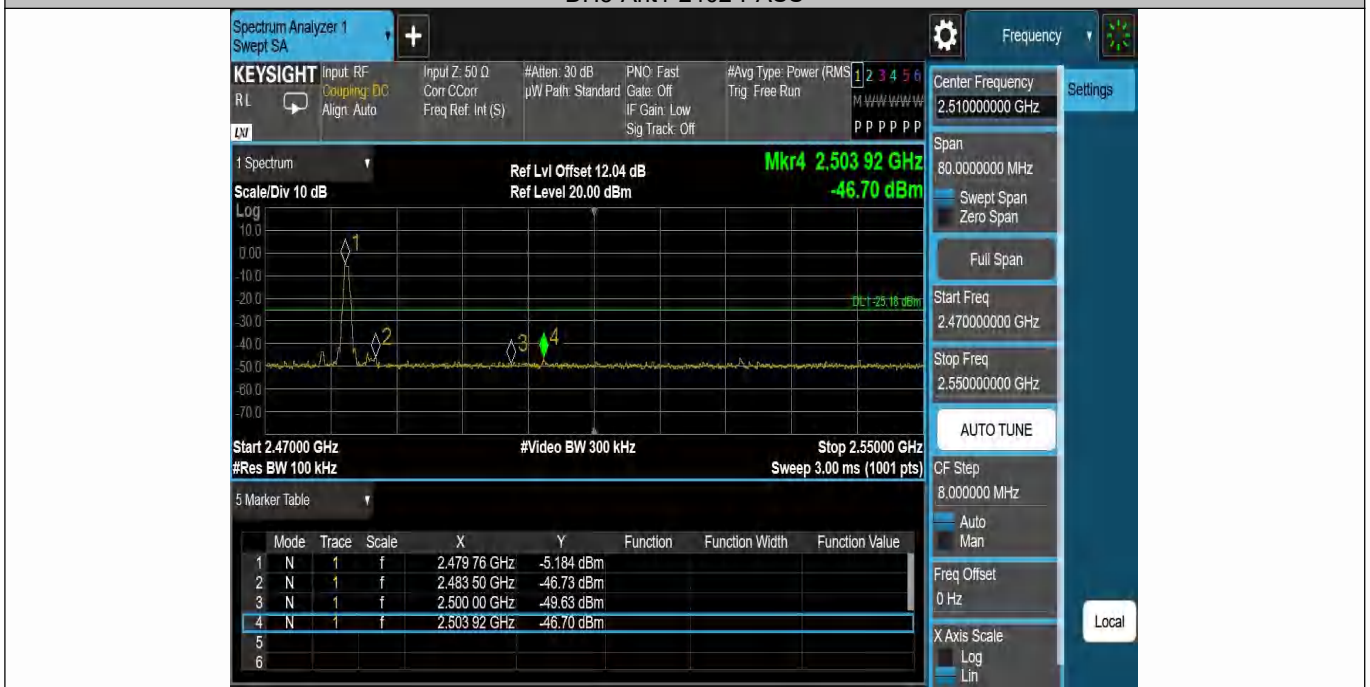 Spectrum Analyzer 1
Swept SA
+
Frequency
KEYSIGHT
RL
LXI
Input: RF
Coupling: DC
Align: Auto
Input Z: 50 Ω
Corr CCorr
Freq Ref: Int (S)
#Atten: 30 dB
µW Path: Standard
PNO: Fast
Gate: Off
IF Gain: Low
Sig Track: Off
#Avg Type: Power (RMS
Trig: Free Run
1 2 3 4 5 6
M W W W W W
P P P P P P
Center Frequency
2.510000000 GHz
Settings
Span
80.0000000 MHz
Swept Span
Zero Span
Full Span
Start Freq
2.470000000 GHz
Stop Freq
2.550000000 GHz
AUTO TUNE
CF Step
8.000000 MHz
Auto
Man
Freq Offset
0 Hz
X Axis Scale
Log
Lin
Local
1 Spectrum
Scale/Div 10 dB
Ref Lvl Offset 12.04 dB
Ref Level 20.00 dBm
Mkr4 2.503 92 GHz
-46.70 dBm
Log
10.0
0.00
-10.0
-20.0
-30.0
-40.0
-50.0
-60.0
-70.0
1
2
3
4
DL1 -25.18 dBm
Start 2.47000 GHz
#Res BW 100 kHz
#Video BW 300 kHz
Stop 2.55000 GHz
Sweep 3.00 ms (1001 pts)
5 Marker Table
Mode Trace Scale X Y Function Function Width Function Value
1 N 1 f 2.479 76 GHz -5.184 dBm
2 N 1 f 2.483 50 GHz -46.73 dBm
3 N 1 f 2.500 00 GHz -49.63 dBm
4 N 1 f 2.503 92 GHz -46.70 dBm
5
6